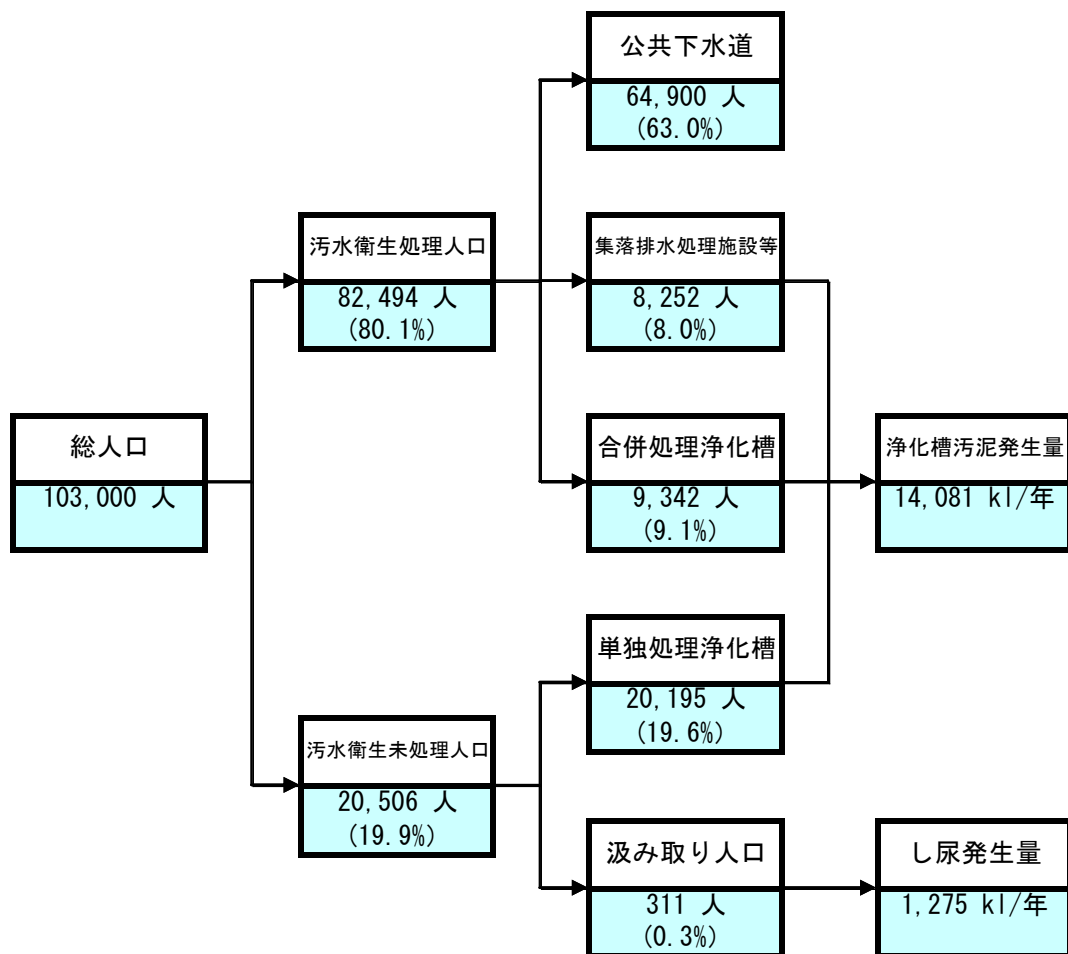 公共下水道
64,900 人
(63.0%)
汚水衛生処理人口
82,494 人
(80.1%)
集落排水処理施設等
8,252 人
(8.0%)
総人口
103,000 人
合併処理浄化槽
9,342 人
(9.1%)
浄化槽汚泥発生量
14,081 kl/年
単独処理浄化槽
20,195 人
(19.6%)
汚水衛生未処理人口
20,506 人
(19.9%)
汲み取り人口
311 人
(0.3%)
し尿発生量
1,275 kl/年